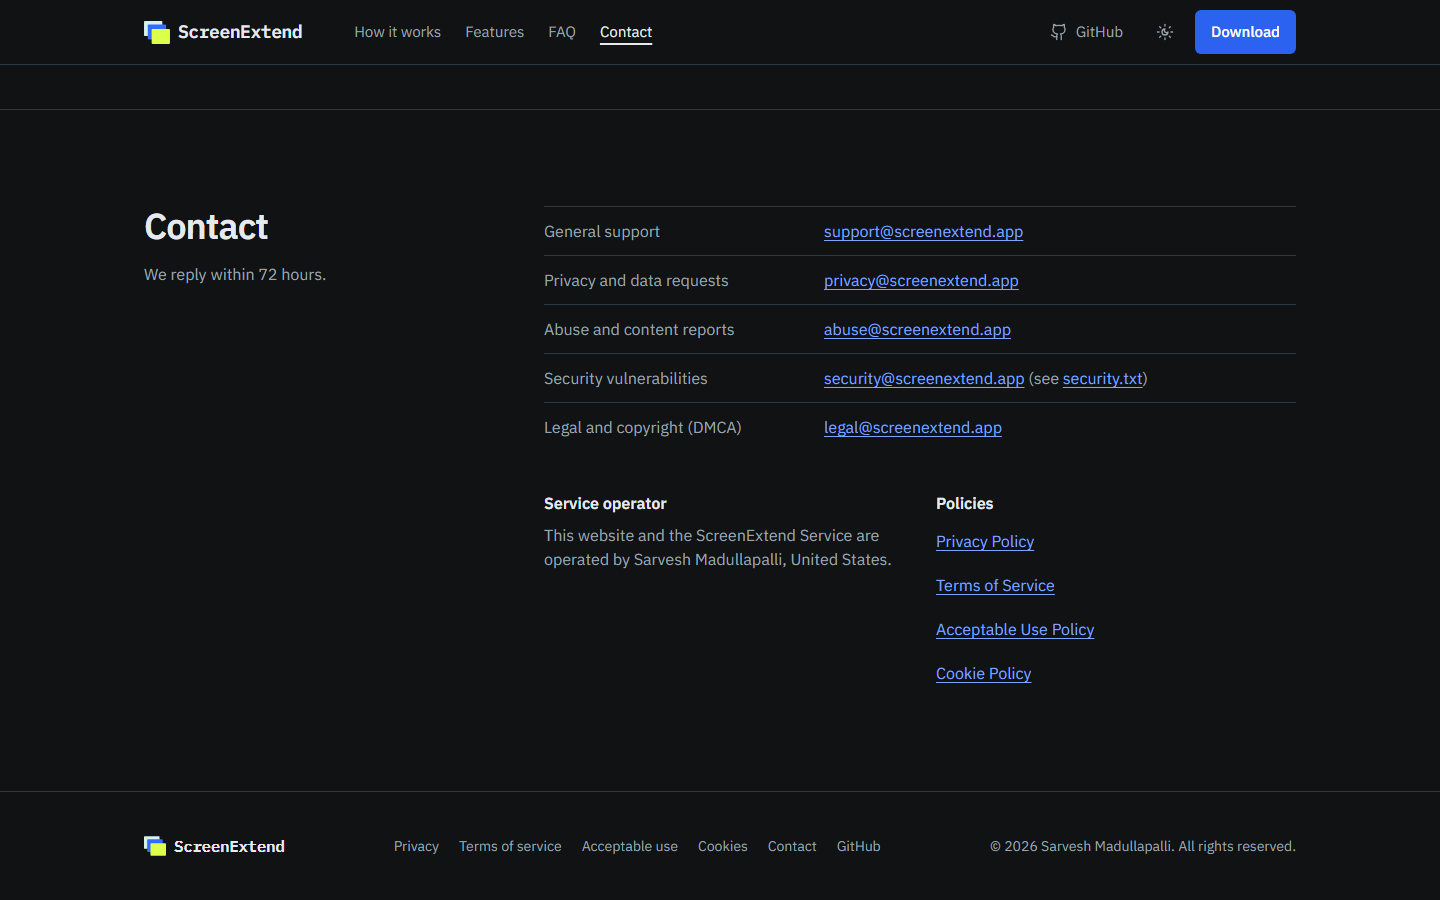 ScreenExtend How it works Features FAQ Contact GitHub Download
Contact
We reply within 72 hours.
General support support@screenextend.app
Privacy and data requests privacy@screenextend.app
Abuse and content reports abuse@screenextend.app
Security vulnerabilities security@screenextend.app (see security.txt)
Legal and copyright (DMCA) legal@screenextend.app
Service operator
This website and the ScreenExtend Service are
operated by Sarvesh Madullapalli, United States.
Policies
Privacy Policy
Terms of Service
Acceptable Use Policy
Cookie Policy
ScreenExtend Privacy Terms of service Acceptable use Cookies Contact GitHub © 2026 Sarvesh Madullapalli. All rights reserved.